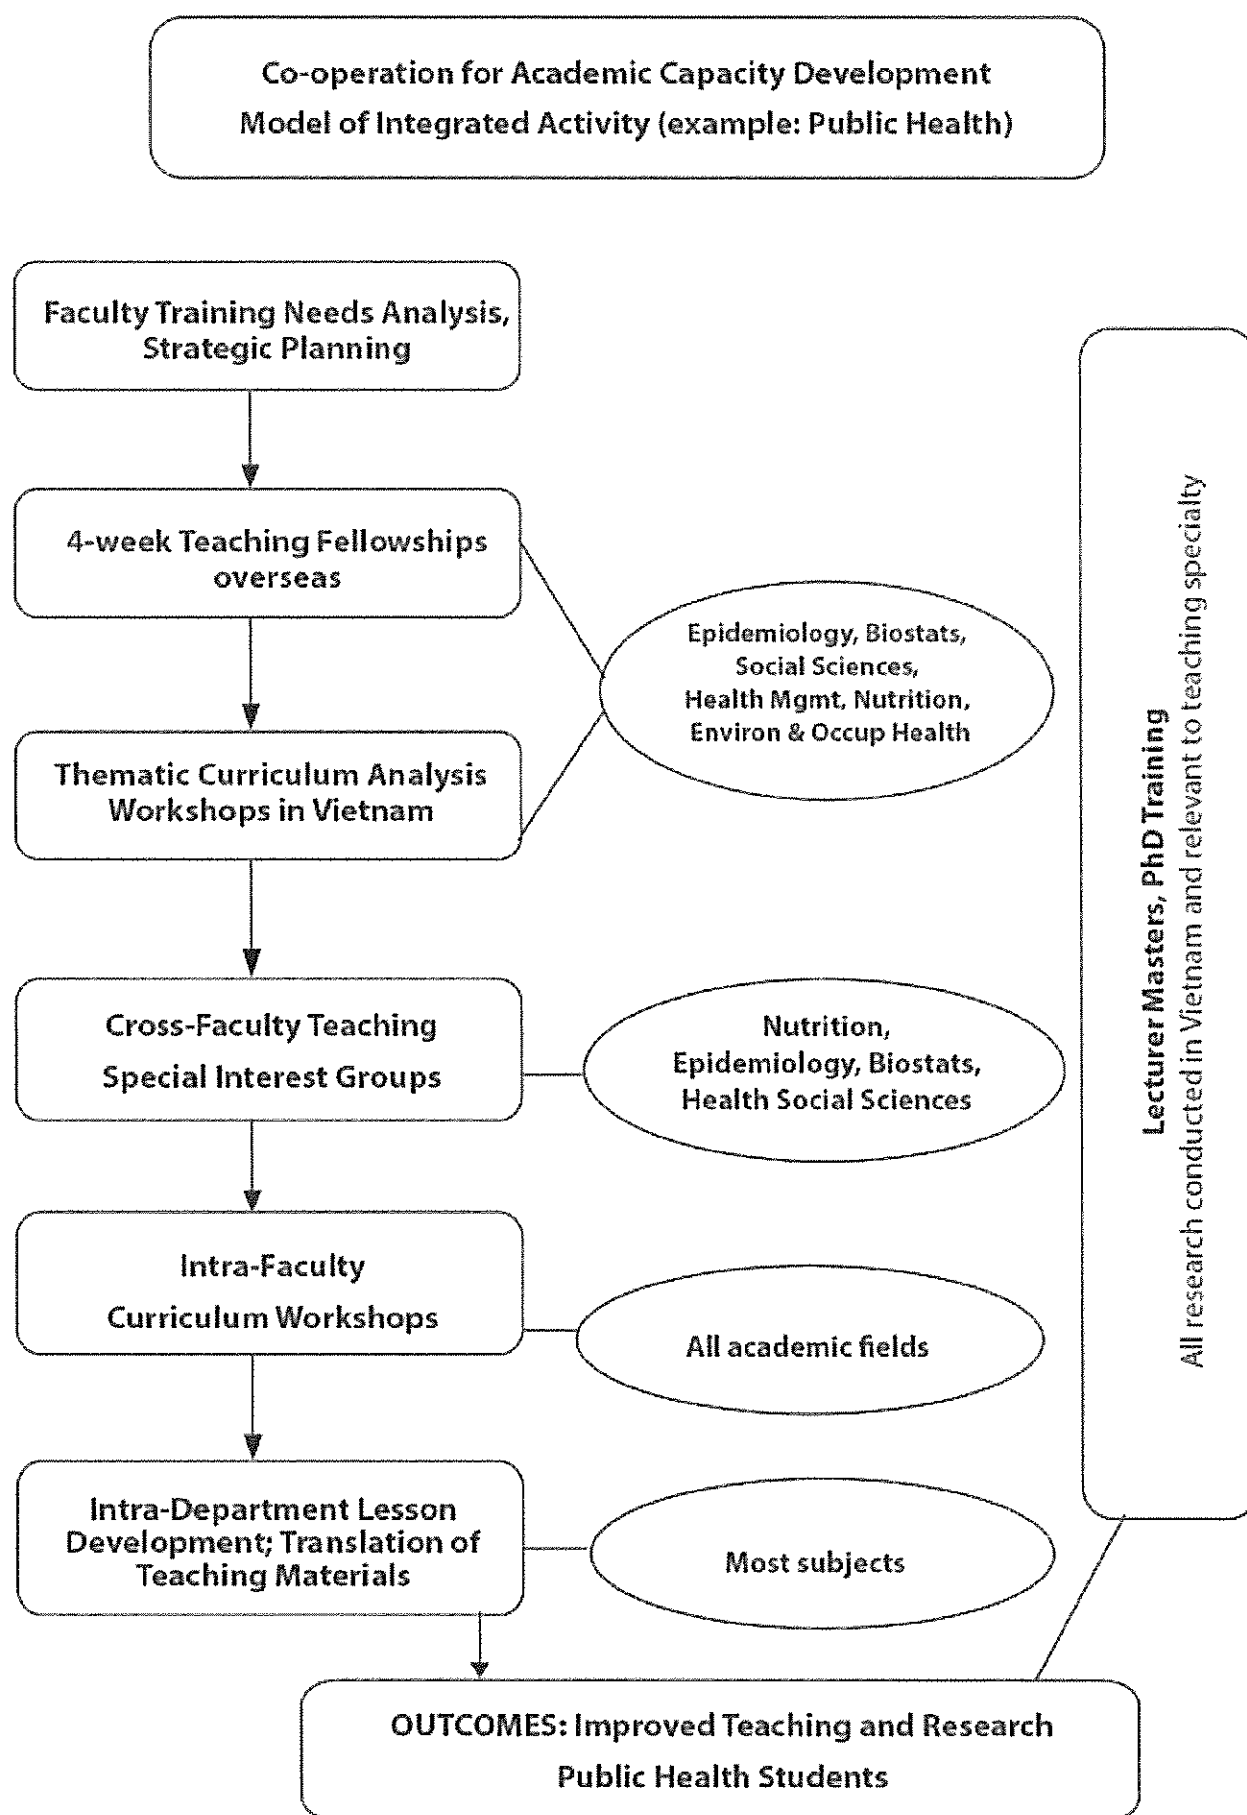 Co-operation for Academic Capacity Development
Model of Integrated Activity (example: Public Health)
Faculty Training Needs Analysis,
Strategic Planning
4-week Teaching Fellowships
overseas
Epidemiology, Biostats,
Social Sciences,
Health Mgmt, Nutrition,
Environ & Occup Health
Thematic Curriculum Analysis
Workshops in Vietnam
Cross-Faculty Teaching
Special Interest Groups
Nutrition,
Epidemiology, Biostats,
Health Social Sciences
Intra-Faculty
Curriculum Workshops
All academic fields
Intra-Department Lesson
Development; Translation of
Teaching Materials
Most subjects
Lecturer Masters, PhD Training
All research conducted in Vietnam and relevant to teaching specialty
OUTCOMES: Improved Teaching and Research
Public Health Students